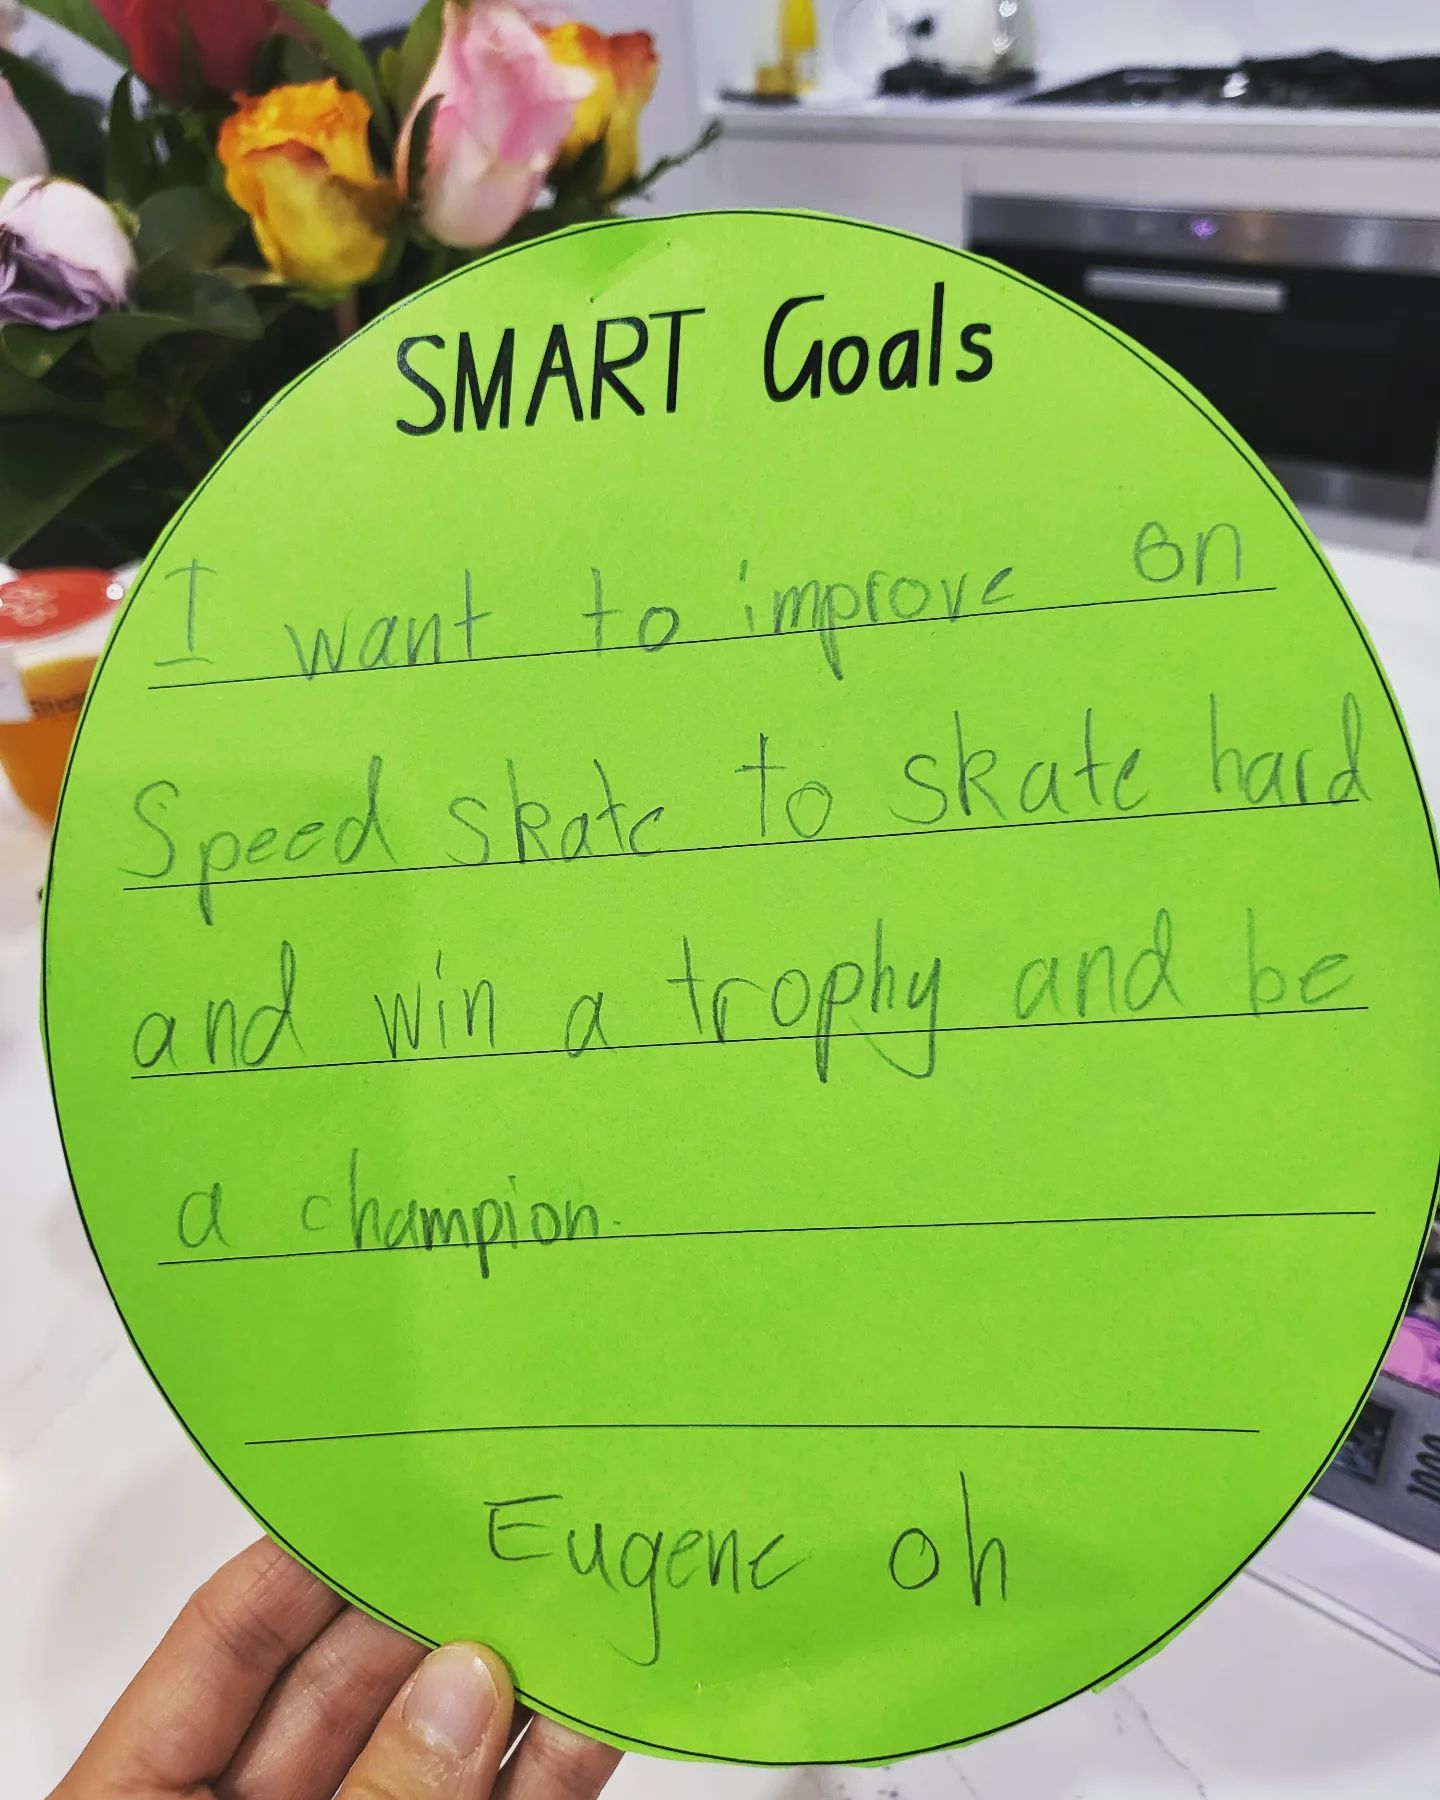 SMART Goals
I want to improve on
Speed skate to skate hard
and win a trophy and be
a champion.
Eugene oh
1000